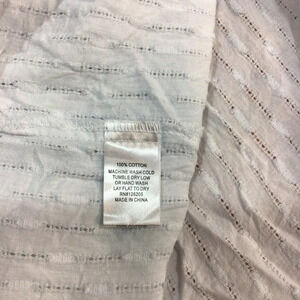 100% COTTON
MACHINE WASH COLD
TUMBLE DRY LOW
OR HAND WASH
LAY FLAT TO DRY
RN#126205
MADE IN CHINA